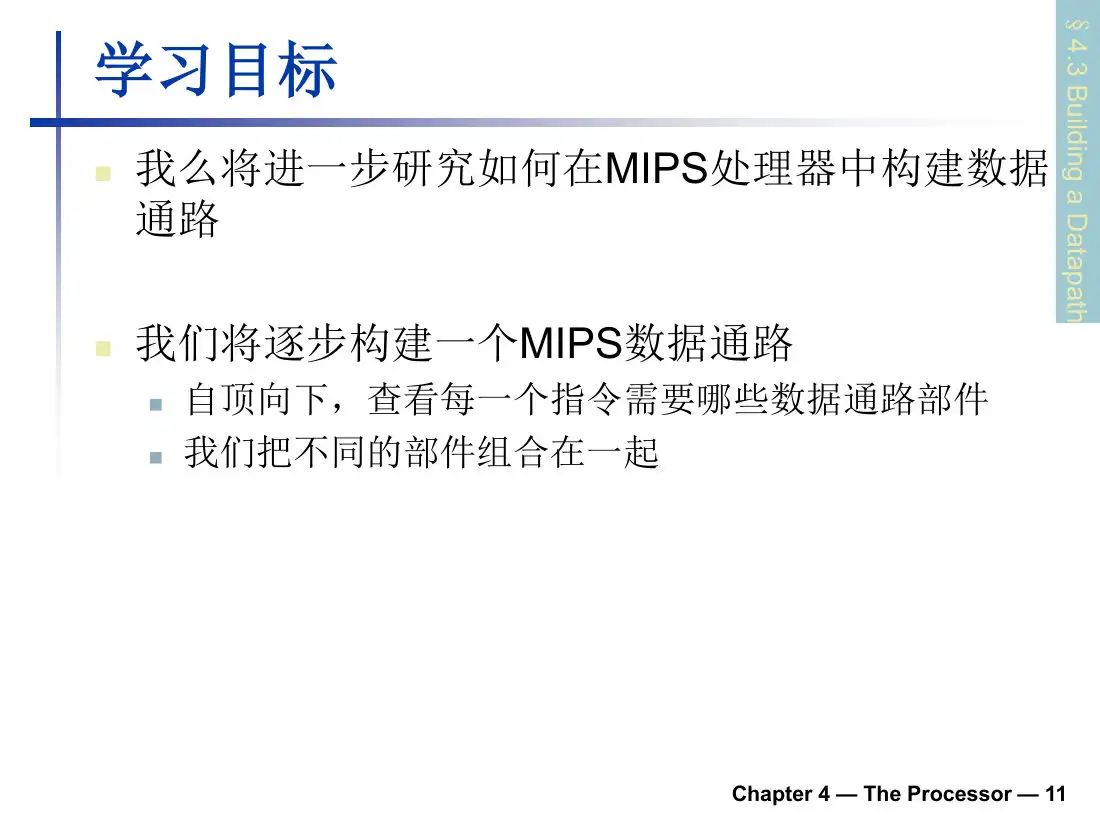 学习目标
§4.3 Building a Datapath
我么将进一步研究如何在MIPS处理器中构建数据
通路
我们将逐步构建一个MIPS数据通路
自顶向下，查看每一个指令需要哪些数据通路部件
我们把不同的部件组合在一起
Chapter 4 — The Processor — 11